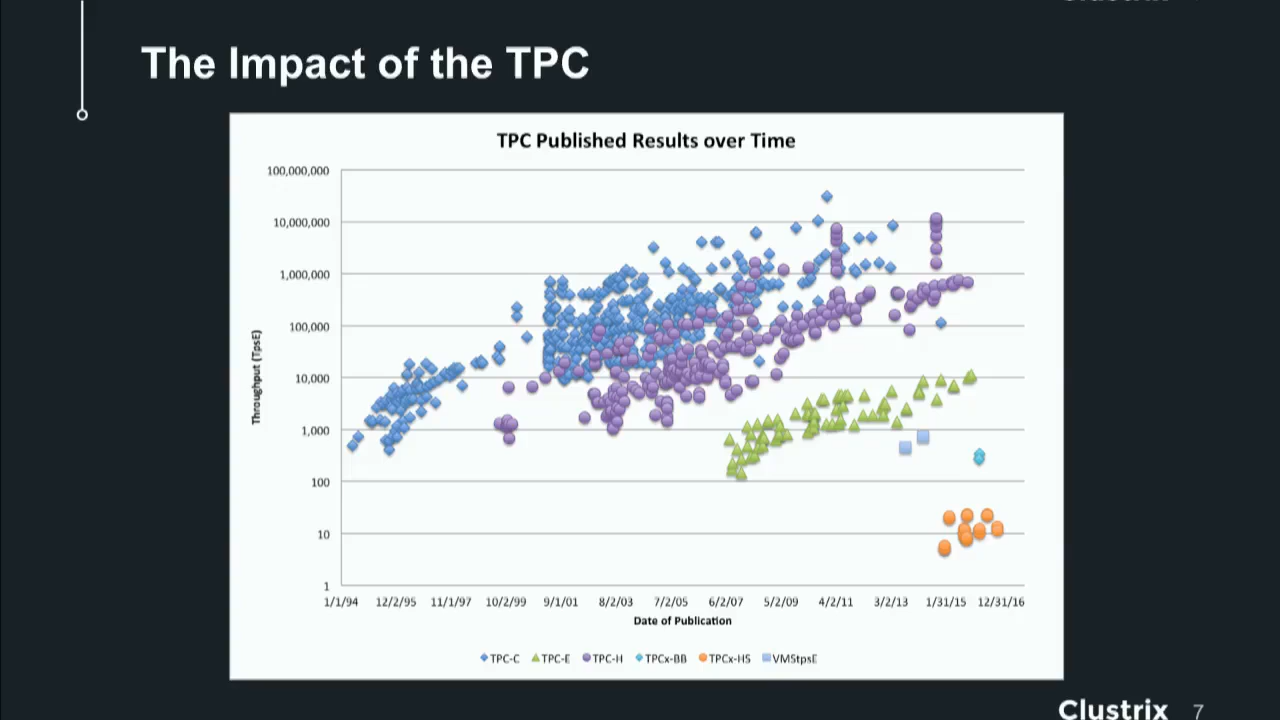 The Impact of the TPC
TPC Published Results over Time
100,000,000
10,000,000
1,000,000
100,000
10,000
1,000
100
10
1
Throughput (TpsE)
1/1/94 12/2/95 11/1/97 10/2/99 9/1/01 8/2/03 7/2/05 6/2/07 5/2/09 4/2/11 3/2/13 1/31/15 12/31/16
Date of Publication
TPC-C TPC-E TPC-H TPCx-BB TPCx-HS VMStpsE
Clustrix 7